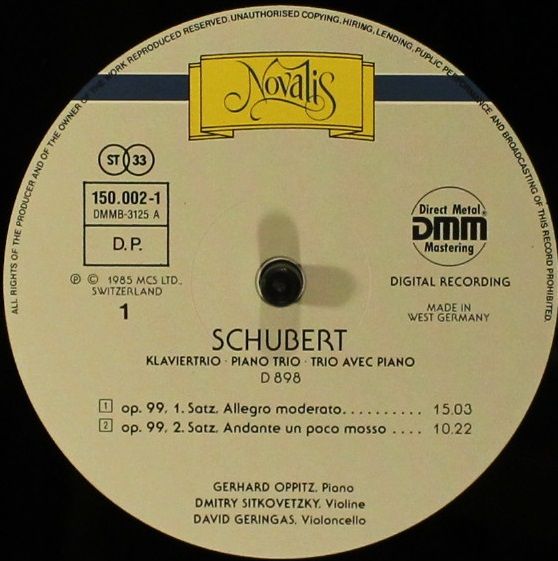 ALL RIGHTS OF THE PRODUCER AND OF THE OWNER OF THE WORK REPRODUCED RESERVED. UNAUTHORISED COPYING, HIRING, LENDING, PUPLIC PERFORMANCE AND BROADCASTING OF THIS RECORD PROHIBITED.
Novalis
ST 33
150.002-1
DMMB-3125 A
D.P.
Direct Metal
DMM
Mastering
℗ © 1985 MCS LTD.,
SWITZERLAND
DIGITAL RECORDING
1
MADE IN
WEST GERMANY
SCHUBERT
KLAVIERTRIO · PIANO TRIO · TRIO AVEC PIANO
D 898
1 op. 99, 1. Satz, Allegro moderato.......... 15.03
2 op. 99, 2. Satz, Andante un poco mosso .... 10.22
GERHARD OPPITZ, Piano
DMITRY SITKOVETZKY, Violine
DAVID GERINGAS, Violoncello